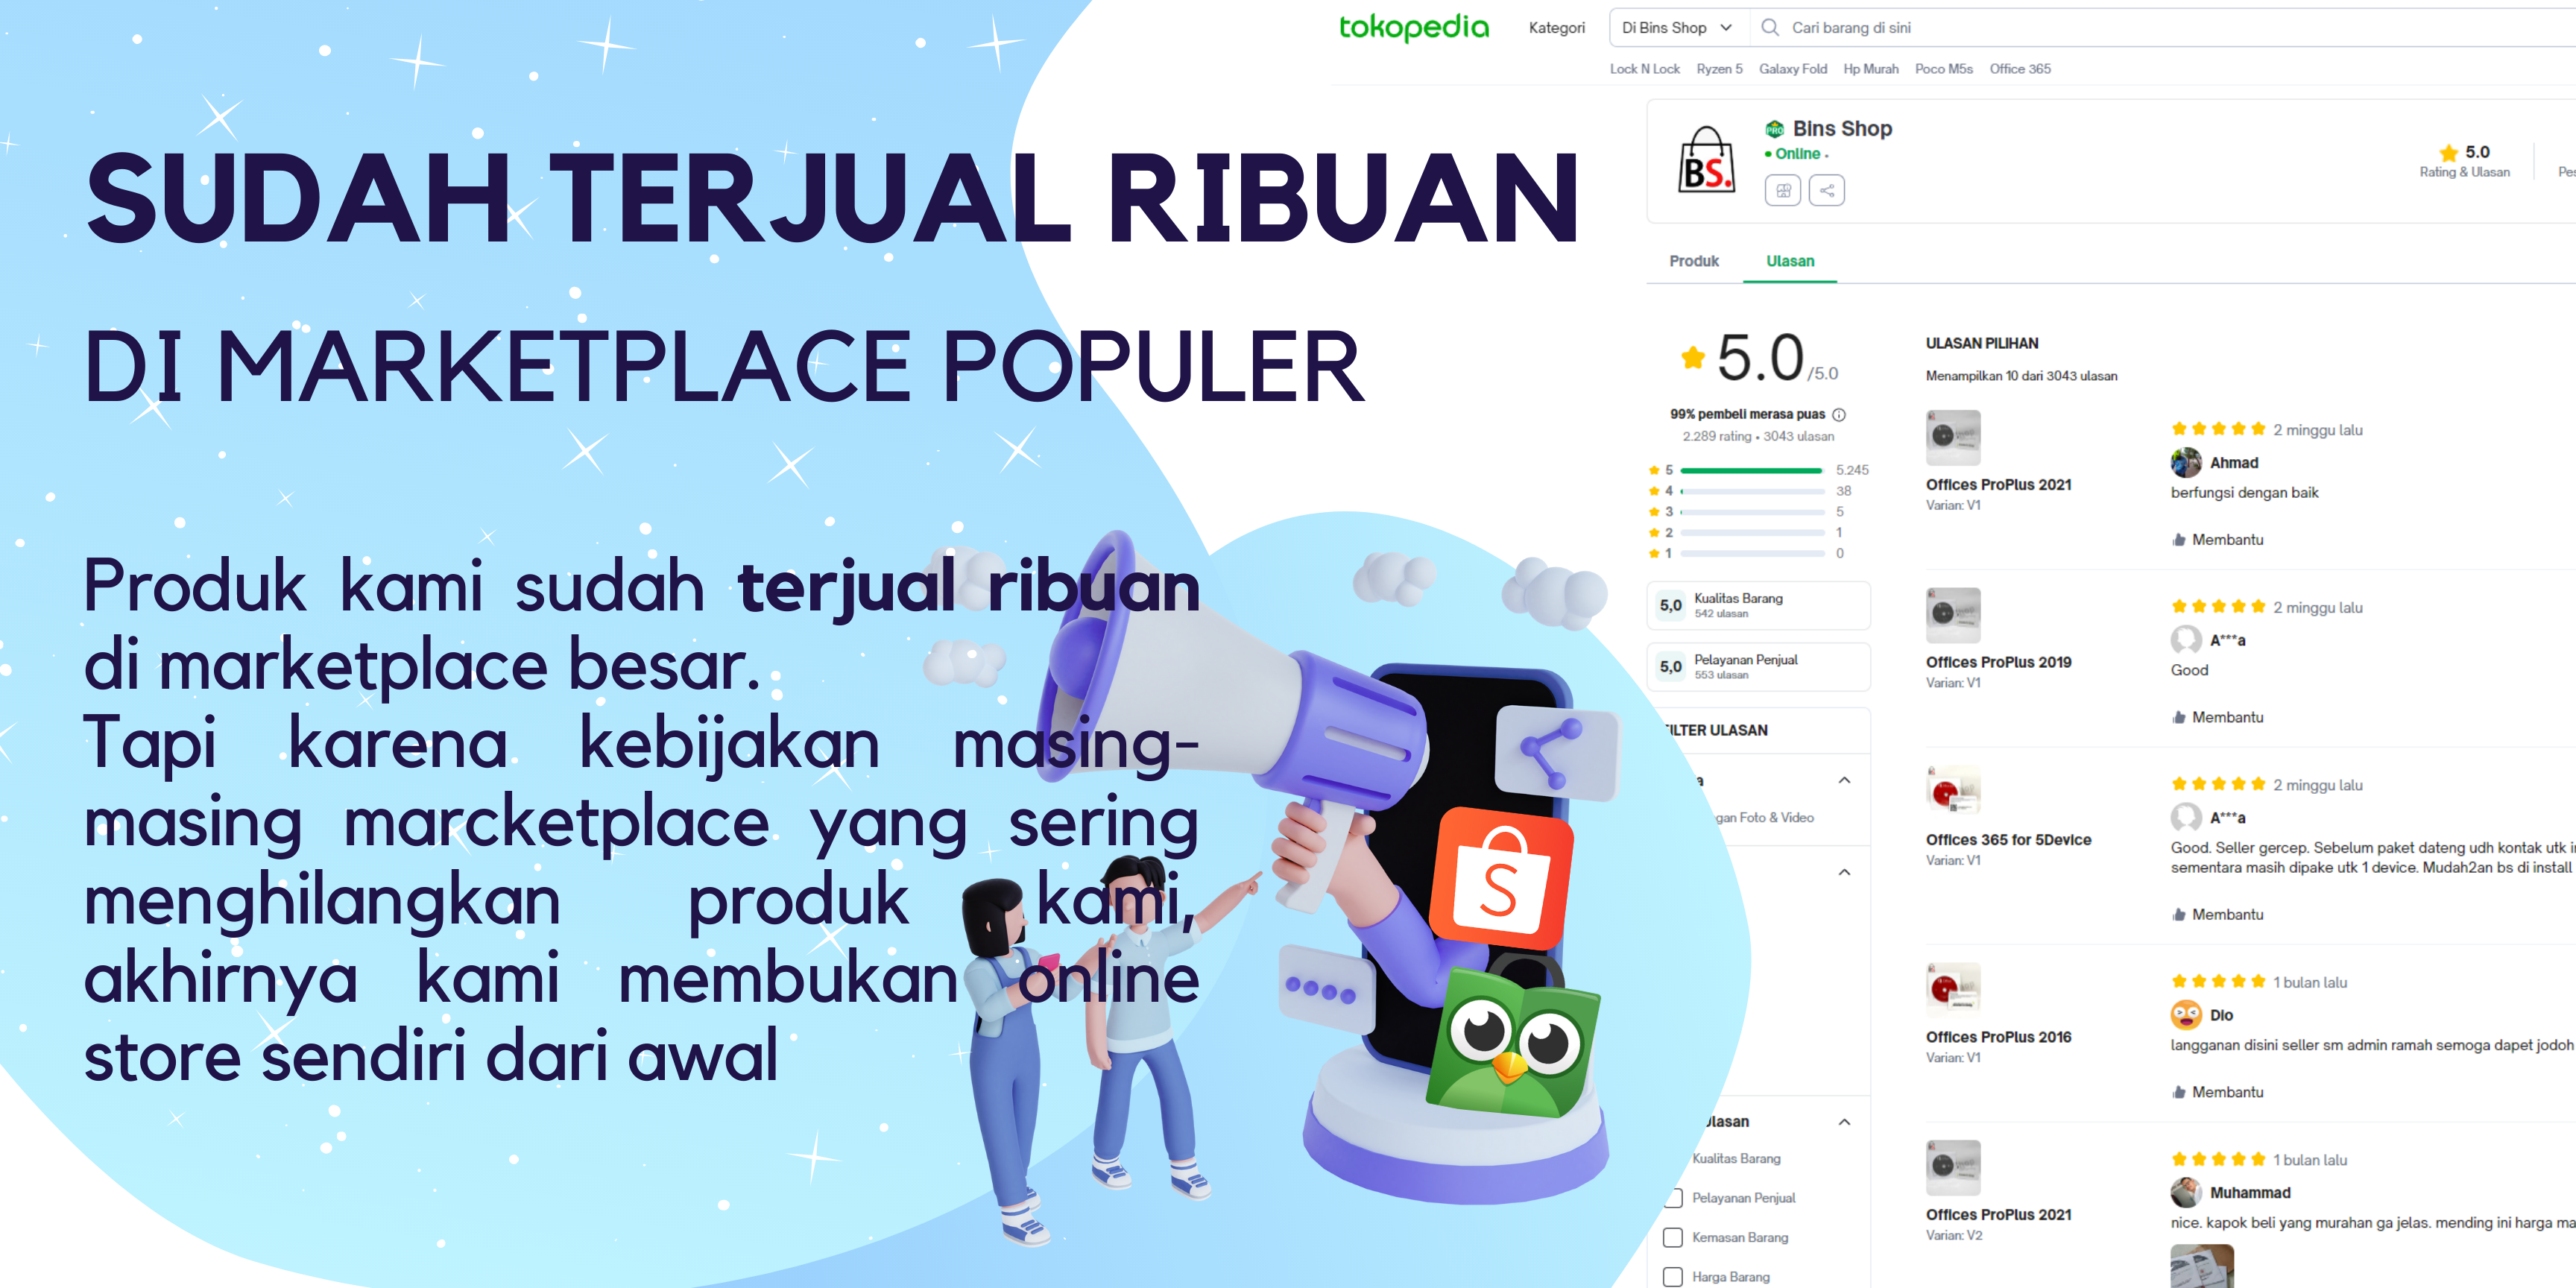 SUDAH TERJUAL RIBUAN
DI MARKETPLACE POPULER
Produk kami sudah terjual ribuan
di marketplace besar.
Tapi karena kebijakan masing-
masing marcketplace yang sering
menghilangkan produk kami,
akhirnya kami membukan online
store sendiri dari awal
S
tokopedia
Kategori
Di Bins Shop
Cari barang di sini
Lock N Lock Ryzen 5 Galaxy Fold Hp Murah Poco M5s Office 365
BS.
PRO Bins Shop
Online
5.0
Rating & Ulasan
Pes
Produk Ulasan
5.0/5.0
99% pembeli merasa puas
2.289 rating • 3043 ulasan
5 5.245
4 38
3 5
2 1
1 0
5,0 Kualitas Barang
542 ulasan
5,0 Pelayanan Penjual
553 ulasan
ILTER ULASAN
a
gan Foto & Video
lasan
Kualitas Barang
Pelayanan Penjual
Kemasan Barang
Harga Barang
ULASAN PILIHAN
Menampilkan 10 dari 3043 ulasan
Offices ProPlus 2021
Varian: V1
2 minggu lalu
Ahmad
berfungsi dengan baik
Membantu
Offices ProPlus 2019
Varian: V1
2 minggu lalu
A***a
Good
Membantu
Offices 365 for 5Device
Varian: V1
2 minggu lalu
A***a
Good. Seller gercep. Sebelum paket dateng udh kontak utk i
sementara masih dipake utk 1 device. Mudah2an bs di install
Membantu
Offices ProPlus 2016
Varian: V1
1 bulan lalu
Dio
langganan disini seller sm admin ramah semoga dapet jodoh
Membantu
Offices ProPlus 2021
Varian: V2
1 bulan lalu
Muhammad
nice. kapok beli yang murahan ga jelas. mending ini harga ma